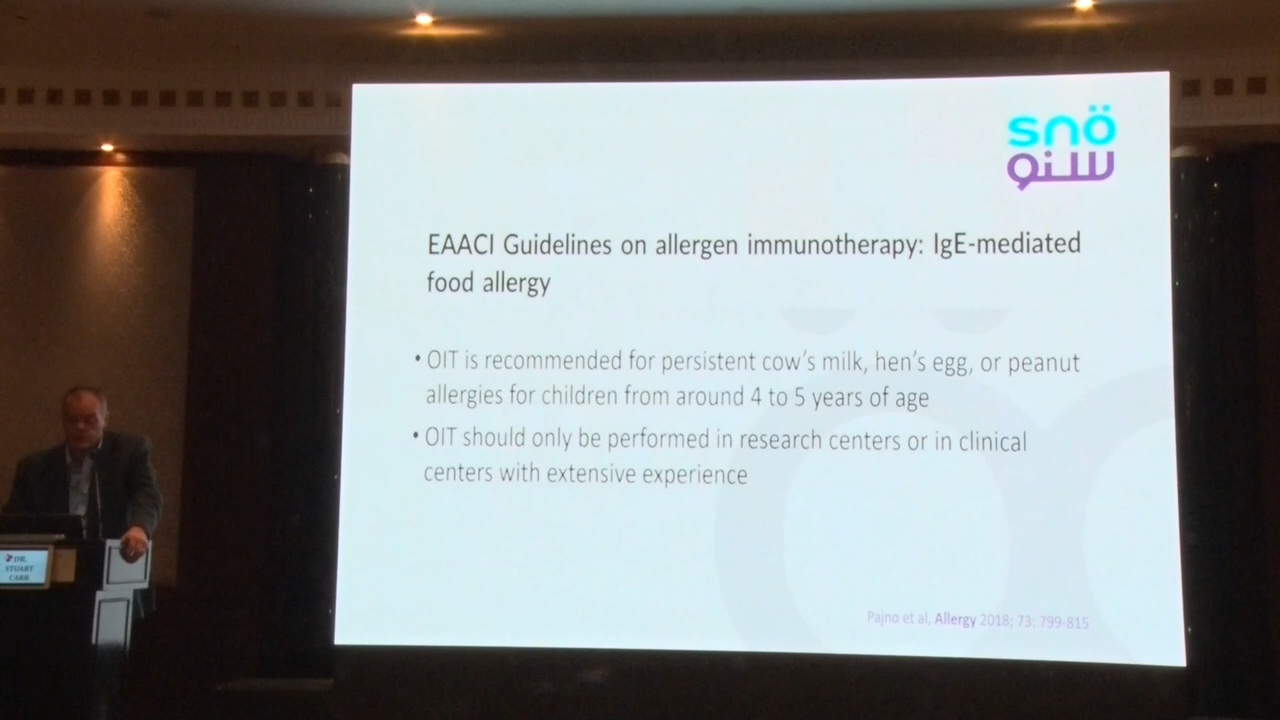 snö
سنو
EAACI Guidelines on allergen immunotherapy: IgE-mediated
food allergy
• OIT is recommended for persistent cow's milk, hen's egg, or peanut
allergies for children from around 4 to 5 years of age
• OIT should only be performed in research centers or in clinical
centers with extensive experience
Pajno et al, Allergy 2018; 73: 799-815
DR.
STUART
CARR